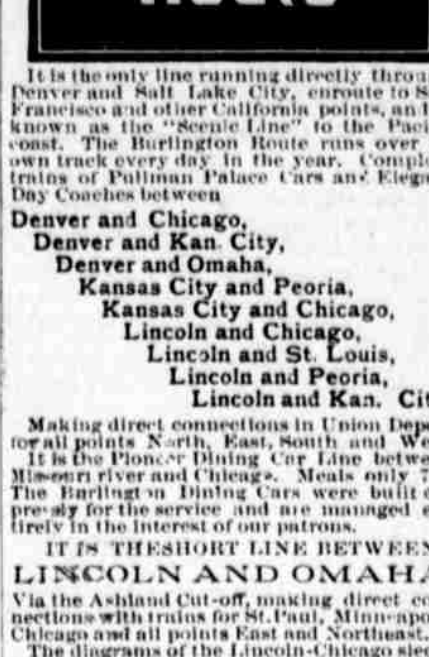 It is the only line running directly throu
Denver and Salt Lake City, enroute to S
Francisco and other California points, an
known as the "Scenic Line" to the Paci
coast. The Burlington Route runs over
own track every day in the year. Comple
trains of Pullman Palace Cars and Elega
Day Coaches between
Denver and Chicago,
Denver and Kan. City,
Denver and Omaha,
Kansas City and Peoria,
Kansas City and Chicago,
Lincoln and Chicago,
Lincoln and St. Louis,
Lincoln and Peoria,
Lincoln and Kan. Cit
Making direct connections in Union Depo
for all points North, East, South and We
It is the Pioneer Dining Car Line betwe
Missouri river and Chicago. Meals only 7
The Burlington Dining Cars were built e
pressly for the service and are managed e
tirely in the interest of our patrons.
IT IS THE SHORT LINE BETWEEN
LINCOLN AND OMAHA
Via the Ashland Cut-off, making direct co
nections with trains for St. Paul, Minneapo
Chicago and all points East and Northeast.
The diagrams of the Lincoln-Chicago slee